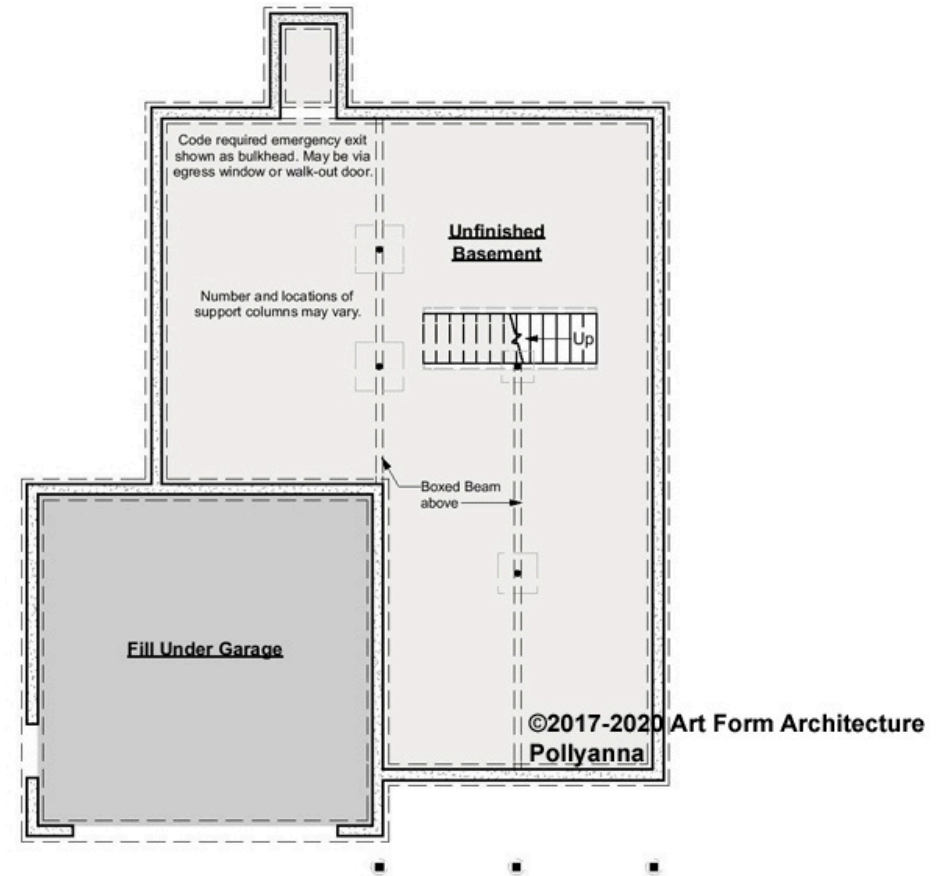 Code required emergency exit
shown as bulkhead. May be via
egress window or walk-out door.
Unfinished
Basement
Number and locations of
support columns may vary.
Up
Boxed Beam
above
Fill Under Garage
©2017-2020 Art Form Architecture
Pollyanna